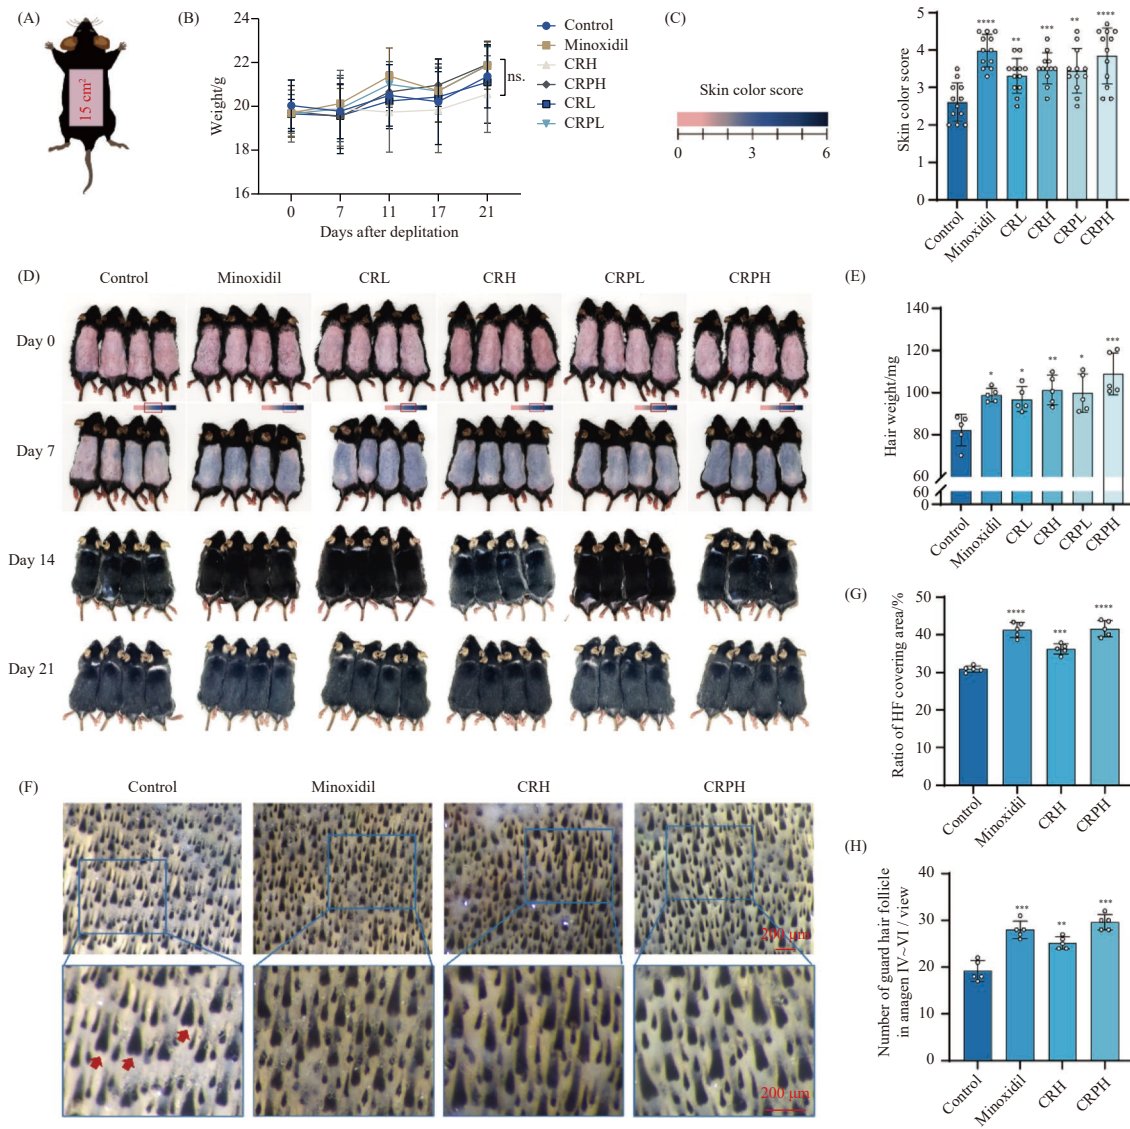 (A)
15 cm²
(B)
24
22
20
18
16
Weight/g
0 7 11 17 21
Days after deplitation
Control
Minoxidil
CRH
CRPH
CRL
CRPL
ns.
(C)
Skin color score
0 3 6
Skin color score
5
4
3
2
1
0
**** ** *** ** ****
Control Minoxidil CRL CRH CRPL CRPH
(D)
Control Minoxidil CRL CRH CRPL CRPH
Day 0
Day 7
Day 14
Day 21
(E)
Hair weight/mg
140
120
100
80
60
60
0
* * ** * ***
Control Minoxidil CRL CRH CRPL CRPH
(F)
Control Minoxidil CRH CRPH
200 μm
200 μm
(G)
Ratio of HF covering area/%
50
40
30
20
10
0
**** *** ****
Control Minoxidil CRH CRPH
(H)
Number of guard hair follicle
in anagen IV~VI / view
40
30
20
10
0
*** ** ***
Control Minoxidil CRH CRPH